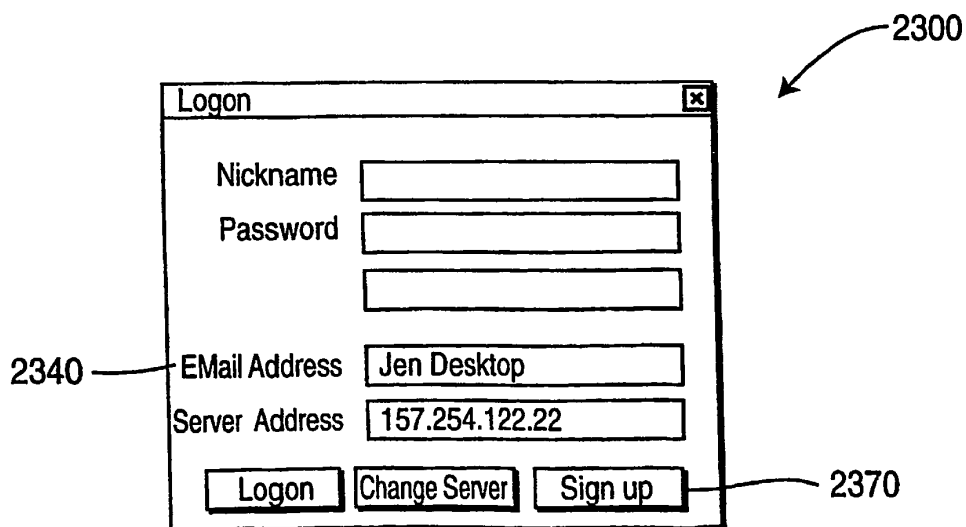 2300
Logon
Nickname
Password
2340 EMail Address Jen Desktop
Server Address 157.254.122.22
Logon Change Server Sign up 2370